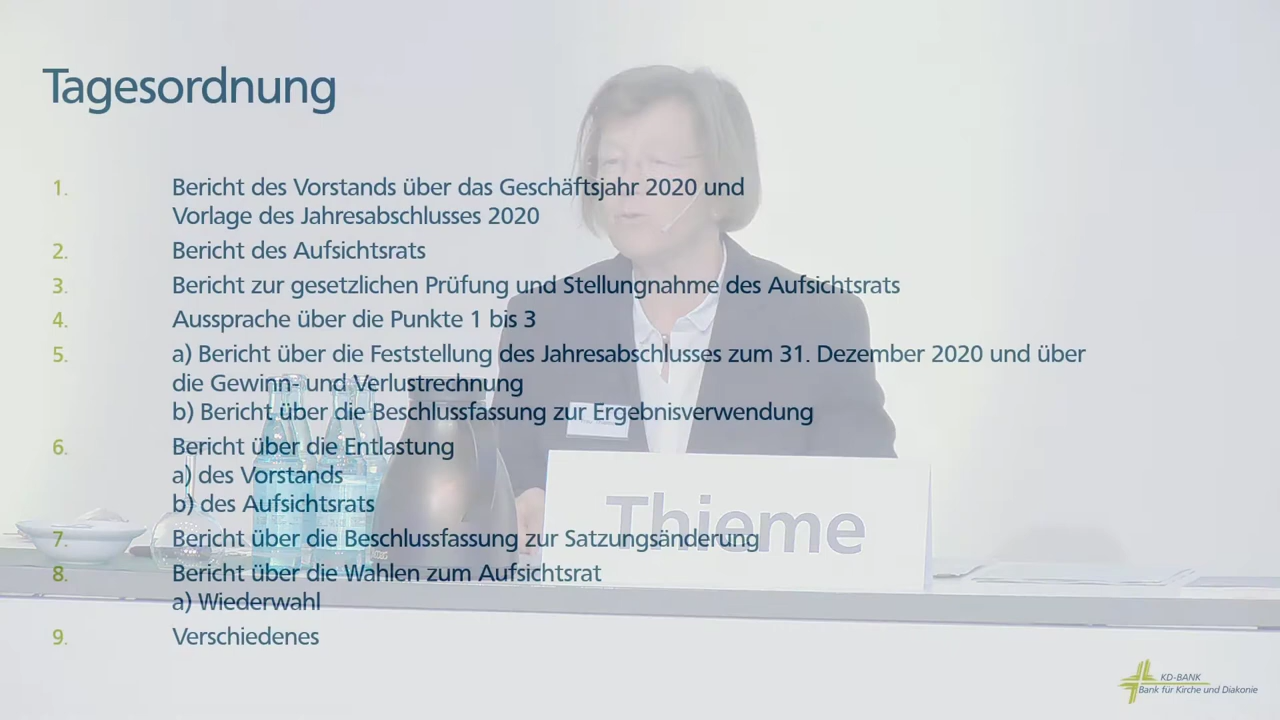 Tagesordnung
1. Bericht des Vorstands über das Geschäftsjahr 2020 und
Vorlage des Jahresabschlusses 2020
2. Bericht des Aufsichtsrats
3. Bericht zur gesetzlichen Prüfung und Stellungnahme des Aufsichtsrats
4. Aussprache über die Punkte 1 bis 3
5. a) Bericht über die Feststellung des Jahresabschlusses zum 31. Dezember 2020 und über
die Gewinn- und Verlustrechnung
b) Bericht über die Beschlussfassung zur Ergebnisverwendung
6. Bericht über die Entlastung
a) des Vorstands
b) des Aufsichtsrats
Thieme
7. Bericht über die Beschlussfassung zur Satzungsänderung
8. Bericht über die Wahlen zum Aufsichtsrat
a) Wiederwahl
9. Verschiedenes
KD-BANK
Bank für Kirche und Diakonie